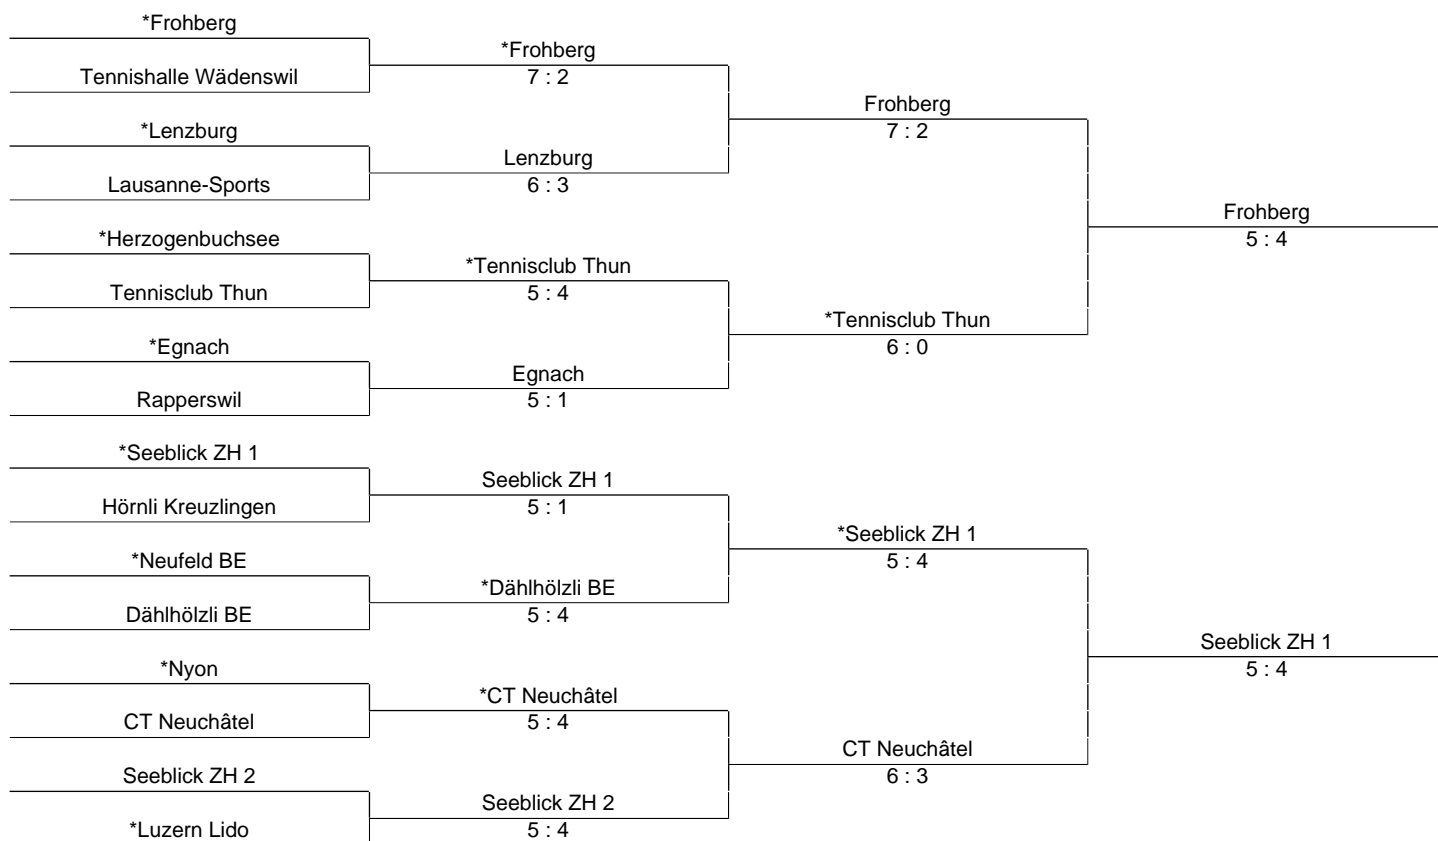 *Frohberg
Tennishalle Wädenswil
*Lenzburg
Lausanne-Sports
*Herzogenbuchsee
Tennisclub Thun
*Egnach
Rapperswil
*Seeblick ZH 1
Hörnli Kreuzlingen
*Neufeld BE
Dählhölzli BE
*Nyon
CT Neuchâtel
Seeblick ZH 2
*Luzern Lido
*Frohberg
7 : 2
Lenzburg
6 : 3
*Tennisclub Thun
5 : 4
Egnach
5 : 1
Seeblick ZH 1
5 : 1
*Dählhölzli BE
5 : 4
*CT Neuchâtel
5 : 4
Seeblick ZH 2
5 : 4
Frohberg
7 : 2
*Tennisclub Thun
6 : 0
*Seeblick ZH 1
5 : 4
CT Neuchâtel
6 : 3
Frohberg
5 : 4
Seeblick ZH 1
5 : 4